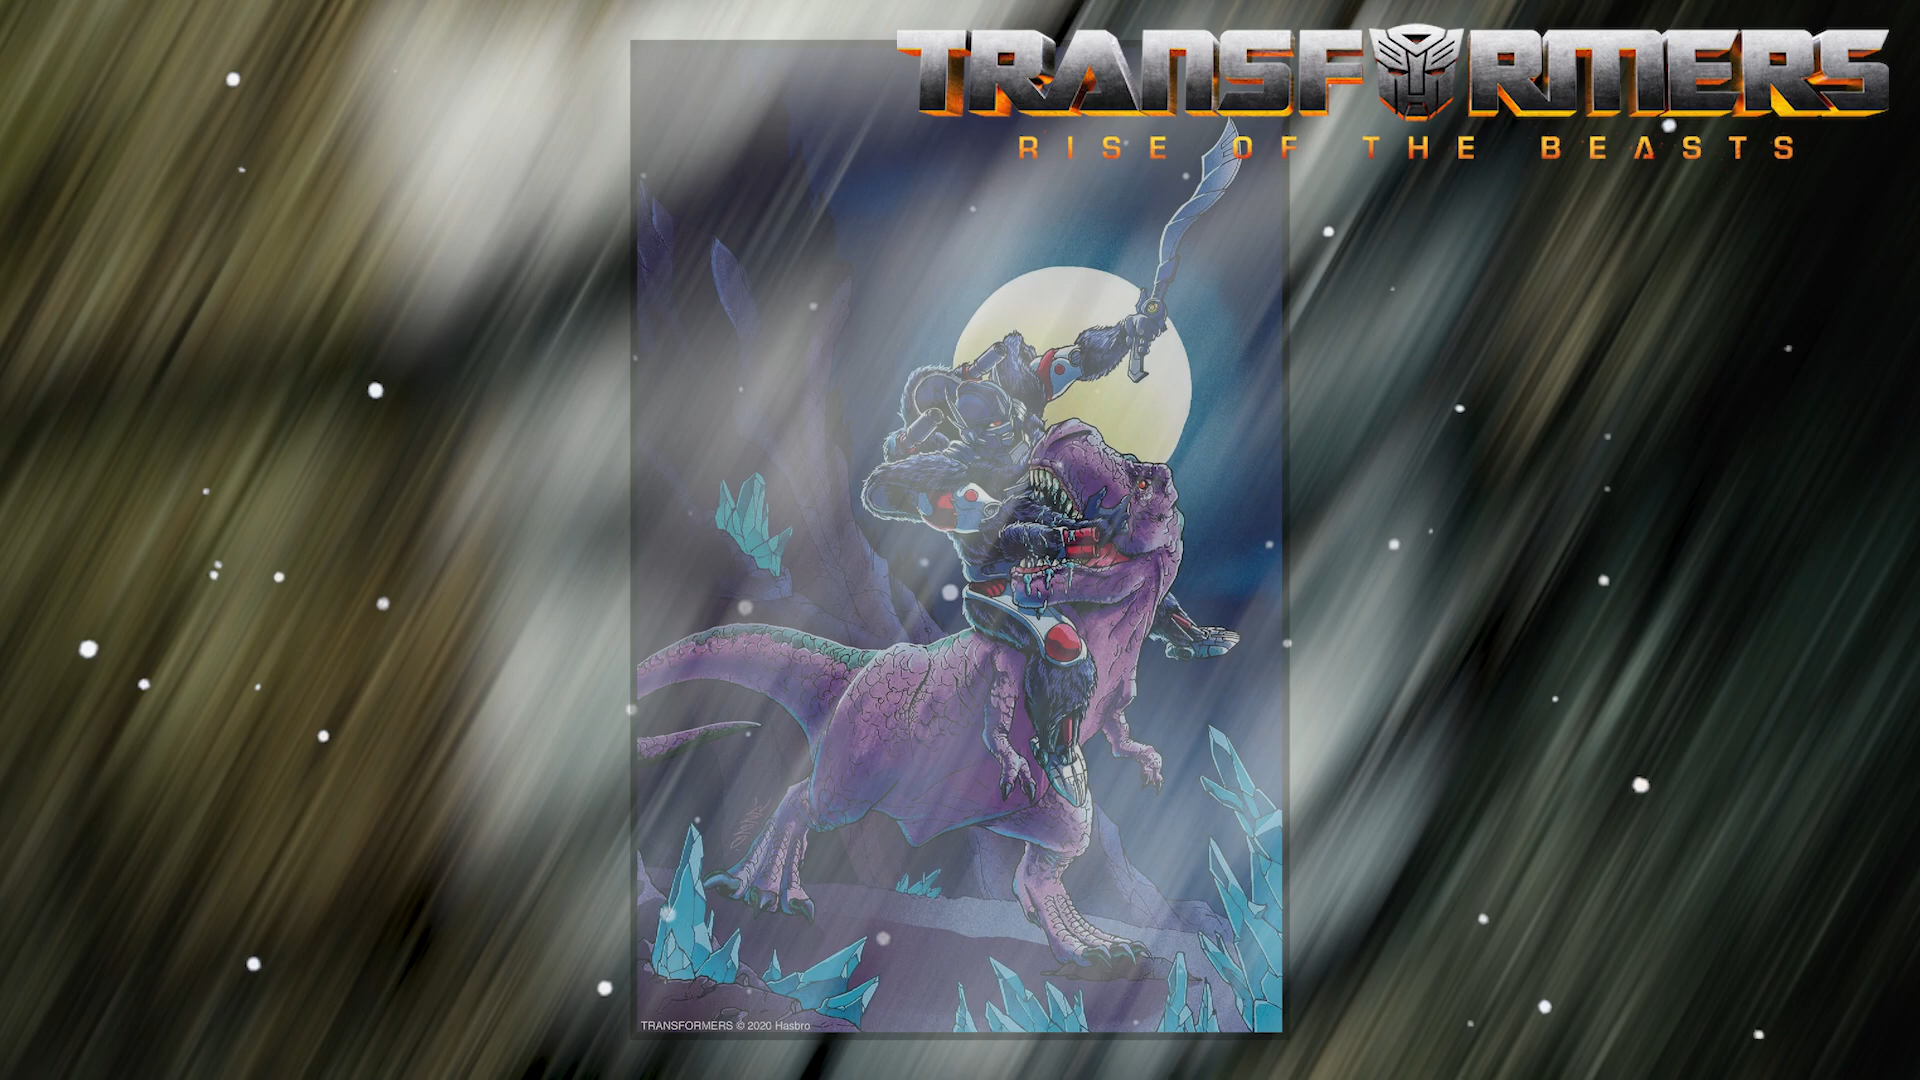 TRANSFORMERS
RISE OF THE BEASTS
TRANSFORMERS © 2020 Hasbro